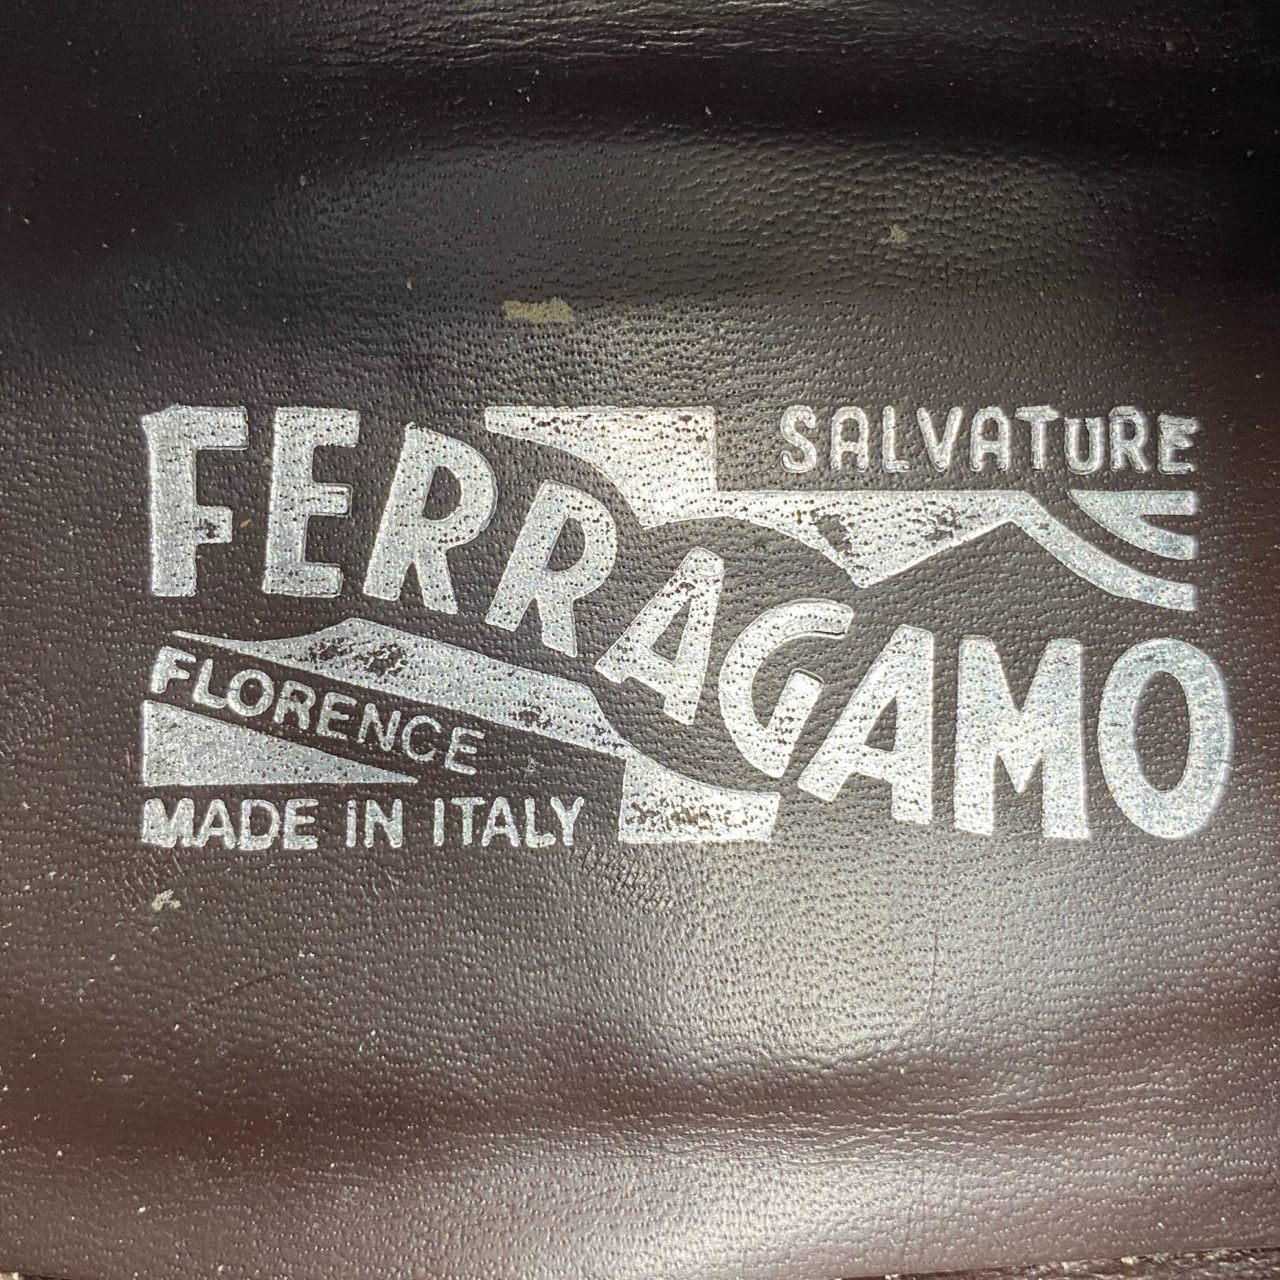 SALVATURE
FERRAGAMO
FLORENCE
MADE IN ITALY